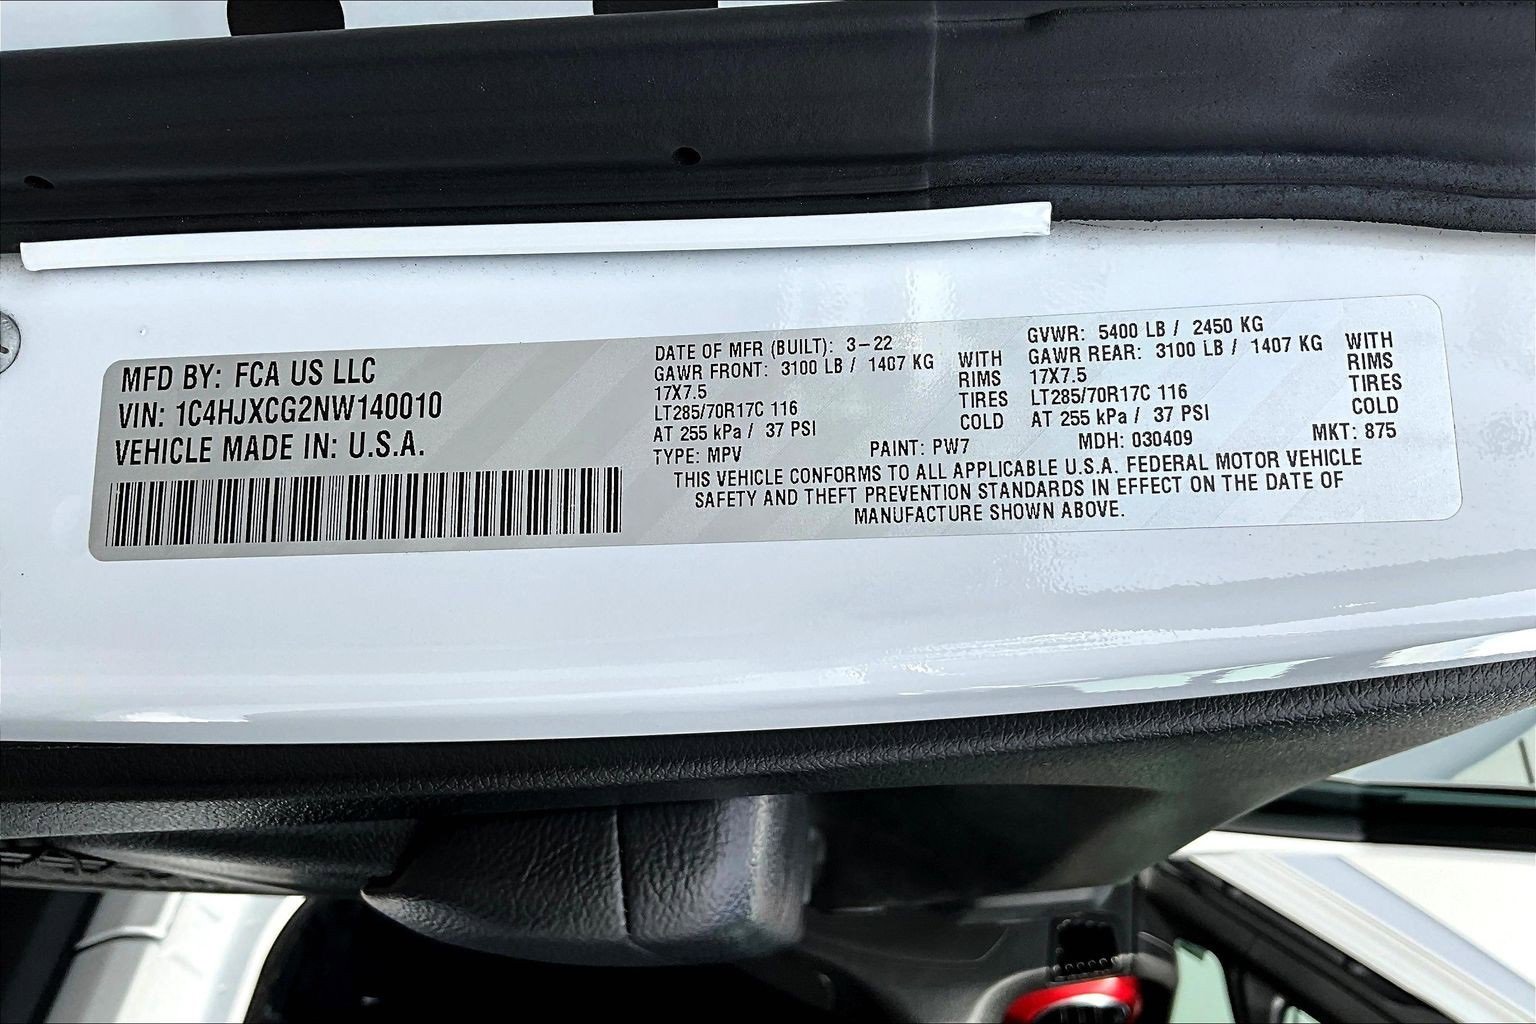 MFD BY: FCA US LLC
VIN: 1C4HJXCG2NW140010
VEHICLE MADE IN: U.S.A.
DATE OF MFR (BUILT): 3-22
GAWR FRONT: 3100 LB / 1407 KG WITH
17X7.5 RIMS
LT285/70R17C 116 TIRES
AT 255 kPa / 37 PSI COLD
GVWR: 5400 LB / 2450 KG
GAWR REAR: 3100 LB / 1407 KG WITH
17X7.5 RIMS
LT285/70R17C 116 TIRES
AT 255 kPa / 37 PSI COLD
TYPE: MPV PAINT: PW7 MDH: 030409 MKT: 875
THIS VEHICLE CONFORMS TO ALL APPLICABLE U.S.A. FEDERAL MOTOR VEHICLE
SAFETY AND THEFT PREVENTION STANDARDS IN EFFECT ON THE DATE OF
MANUFACTURE SHOWN ABOVE.